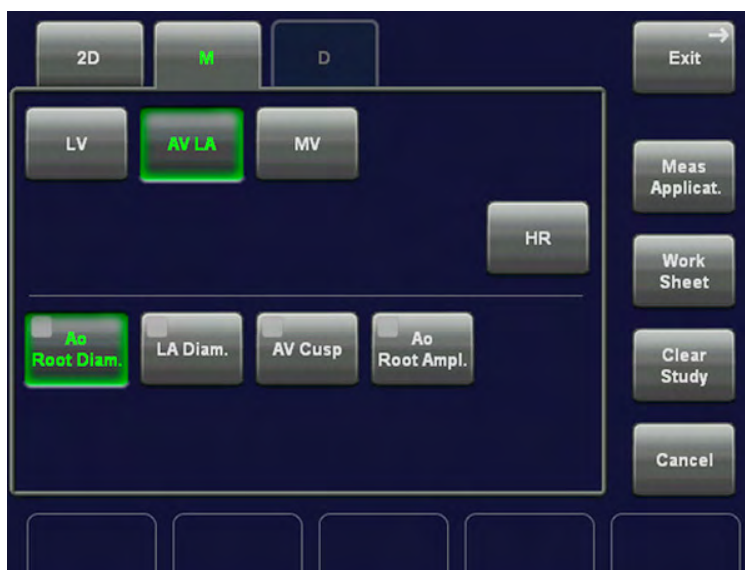 2D
M
D
Exit
LV
AV LA
MV
Meas
Applicat.
HR
Work
Sheet
Ao
Root Diam.
LA Diam.
AV Cusp
Ao
Root Ampl.
Clear
Study
Cancel